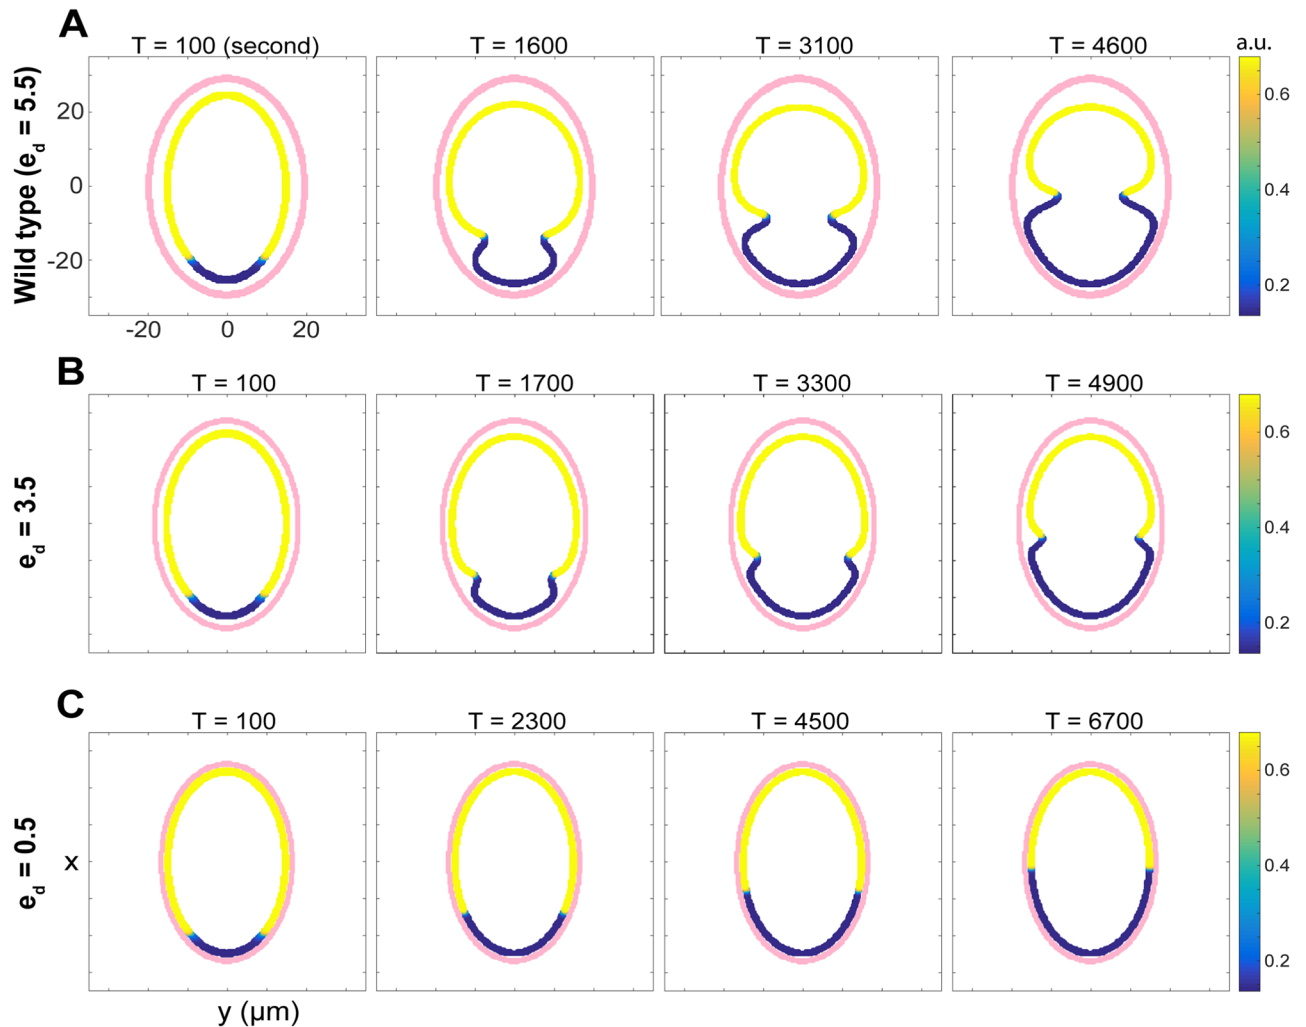 A
T = 100 (second)
T = 1600
T = 3100
T = 4600
a.u.
Wild type (e_d = 5.5)
20
0
-20
-20
0
20
0.6
0.4
0.2
B
T = 100
T = 1700
T = 3300
T = 4900
e_d = 3.5
0.6
0.4
0.2
C
T = 100
T = 2300
T = 4500
T = 6700
e_d = 0.5
x
0.6
0.4
0.2
y (μm)